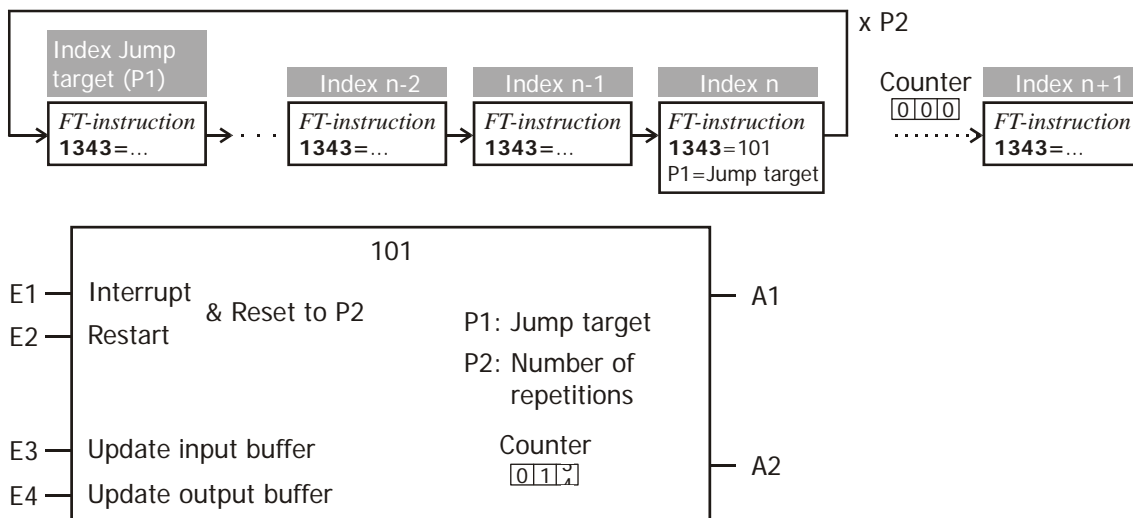 x P2
Index Jump
target (P1)
Index n-2
Index n-1
Index n
Counter
0 0 0
Index n+1
FT-instruction
1343=...
. . .
FT-instruction
1343=...
FT-instruction
1343=...
FT-instruction
1343=101
P1=Jump target
FT-instruction
1343=...
101
E1
Interrupt
& Reset to P2
E2
Restart
A1
P1: Jump target
P2: Number of
repetitions
E3
Update input buffer
Counter
0 1
A2
E4
Update output buffer